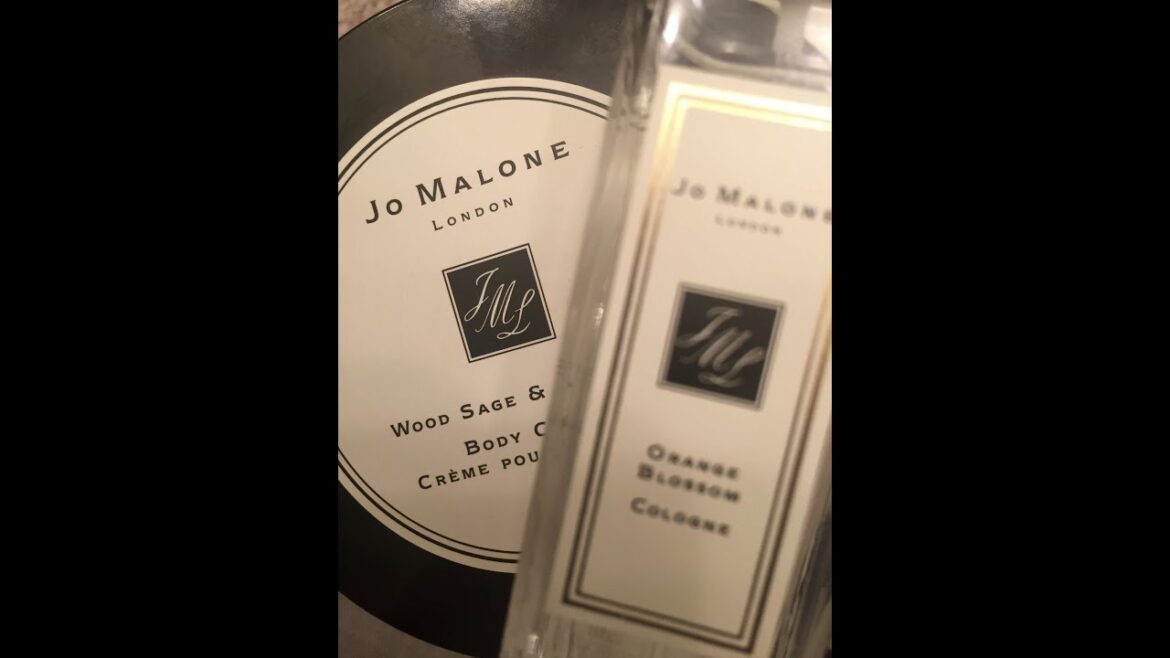 Jo Malone
London
JML
Wood Sage &
Body C
Crème pou
Jo Malone
London
JML
Orange
Blossom
Cologne